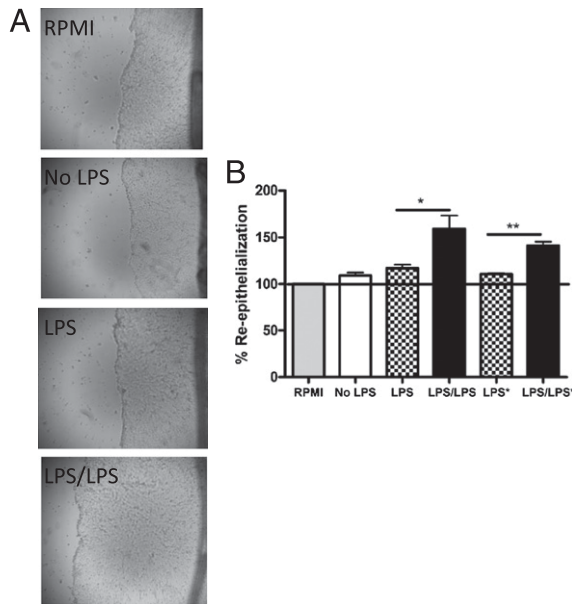 A
RPMI
No LPS
LPS
LPS/LPS
B
% Re-epithelialization
200
150
100
50
0
*
**
RPMI No LPS LPS LPS/LPS LPS* LPS/LPS*